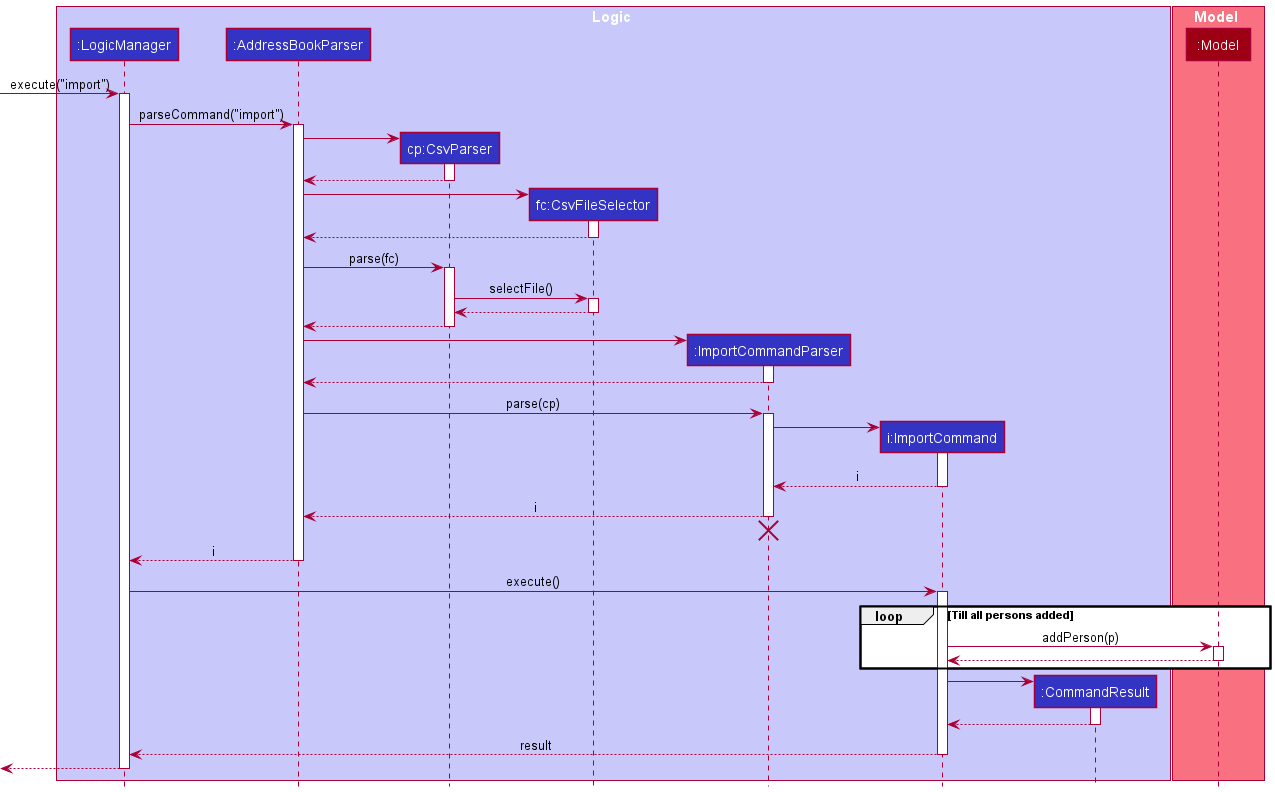 Logic
Model
:LogicManager
:AddressBookParser
:Model
execute("import")
parseCommand("import")
cp:CsvParser
fc:CsvFileSelector
parse(fc)
selectFile()
:ImportCommandParser
parse(cp)
i:ImportCommand
i
i
i
execute()
loop
[Till all persons added]
addPerson(p)
:CommandResult
result